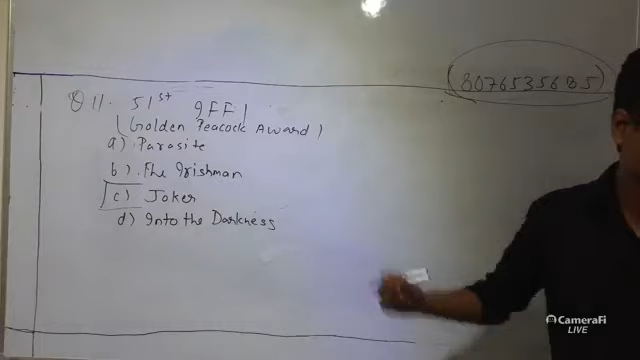 8076535685
Q 11. 51st IFFI
(Golden Peacock Award)
a) Parasite
b) The Irishman
c) Joker
d) Into the Darkness
CameraFi
LIVE